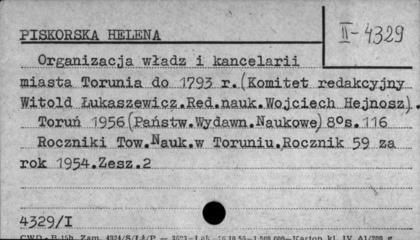 PISKORSKA HELENA
II-4329
Organizacja władz i kancelarii
miasta Torunia do 1793 r.(Komitet redakcyjny
Witold Łukaszewicz.Red.nauk.Wojciech Hejnosz).
Toruń 1956(Państw.Wydawn.Naukowe)8°s.116
Roczniki Tow.Nauk.w Toruniu.Rocznik 59 za
rok 1954.Zesz.2
4329/I